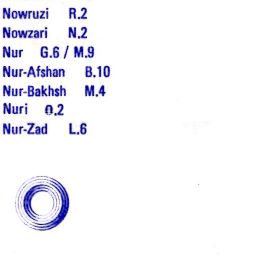 Nowruzi R.2
Nowzari N.2
Nur G.6 / M.9
Nur-Afshan B.10
Nur-Bakhsh M.4
Nuri O.2
Nur-Zad L.6